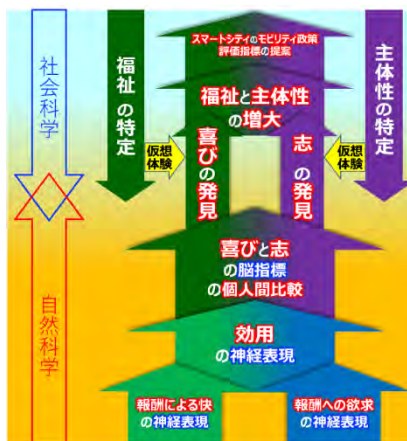 スマートシティのモビリティ政策
評価指標の提案
福祉と主体性
の増大
社会科学
福祉の特定
主体性の特定
仮想
体験
喜びの発見
志の発見
仮想
体験
喜びと志
の脳指標
の個人間比較
自然科学
効用
の神経表現
報酬による快
の神経表現
報酬への欲求
の神経表現